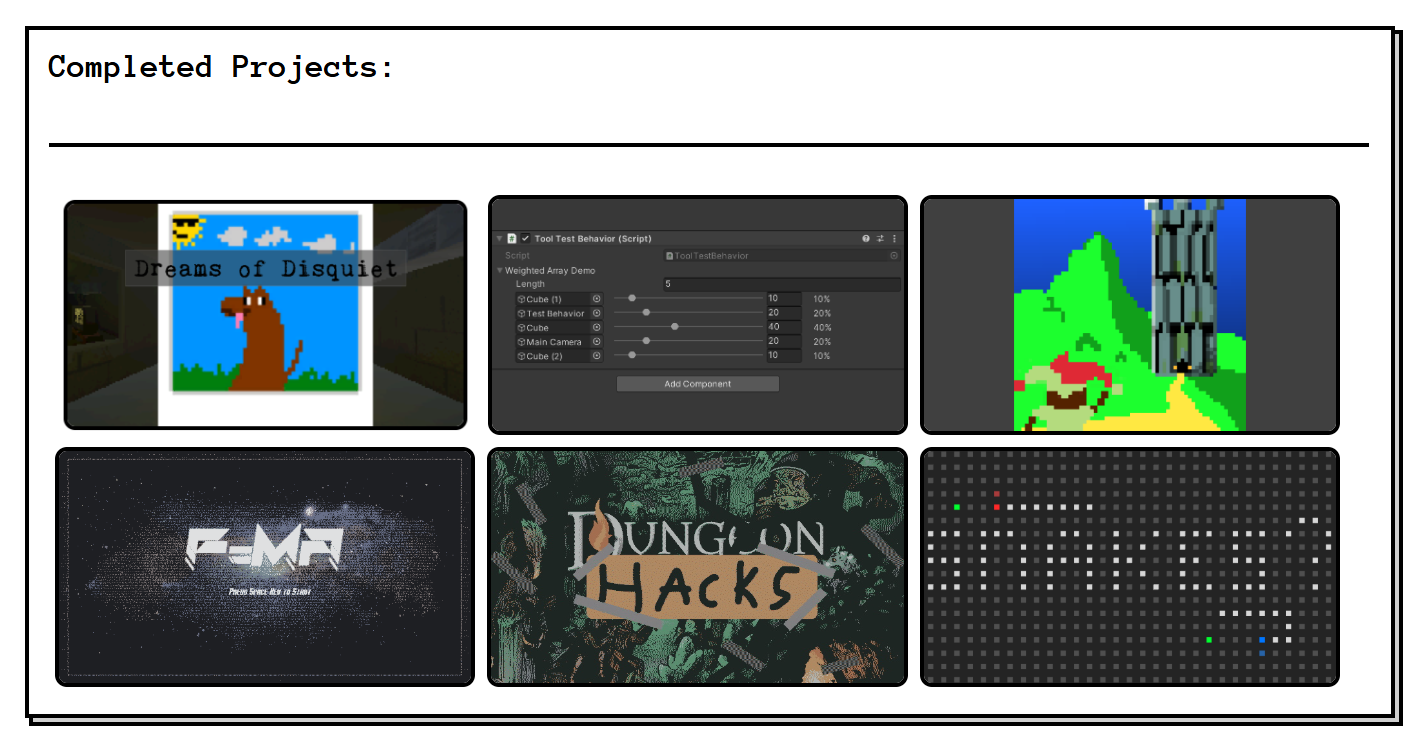 Completed Projects:
Dreams of Disquiet
Tool Test Behavior (Script)
Script ToolTestBehavior
Weighted Array Demo
Length 5
Cube (1) 10 10%
Test Behavior 20 20%
Cube 40 40%
Main Camera 20 20%
Cube (2) 10 10%
Add Component
F=MA
Press Space Key to Start
DUNGEON
HACKS